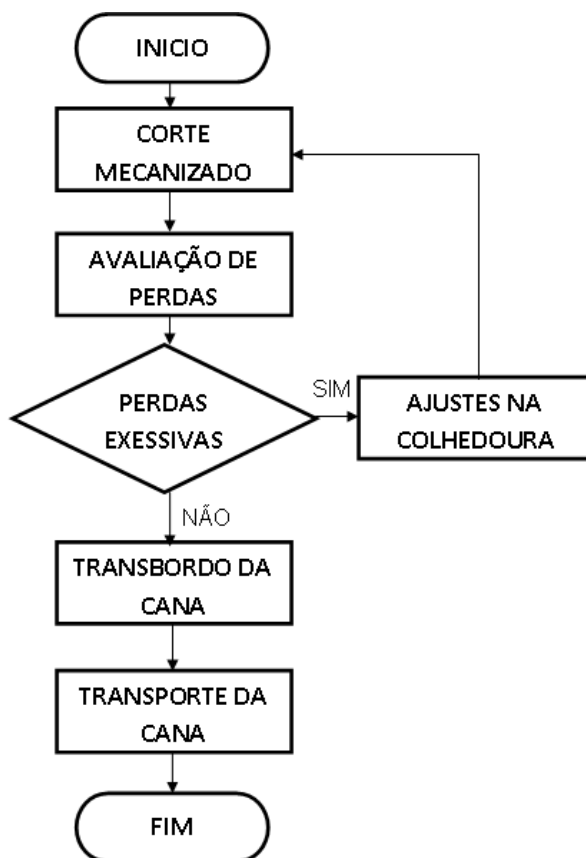 INICIO
CORTE
MECANIZADO
AVALIAÇÃO DE
PERDAS
PERDAS
EXESSIVAS
SIM
AJUSTES NA
COLHEDOURA
NÃO
TRANSBORDO DA
CANA
TRANSPORTE DA
CANA
FIM